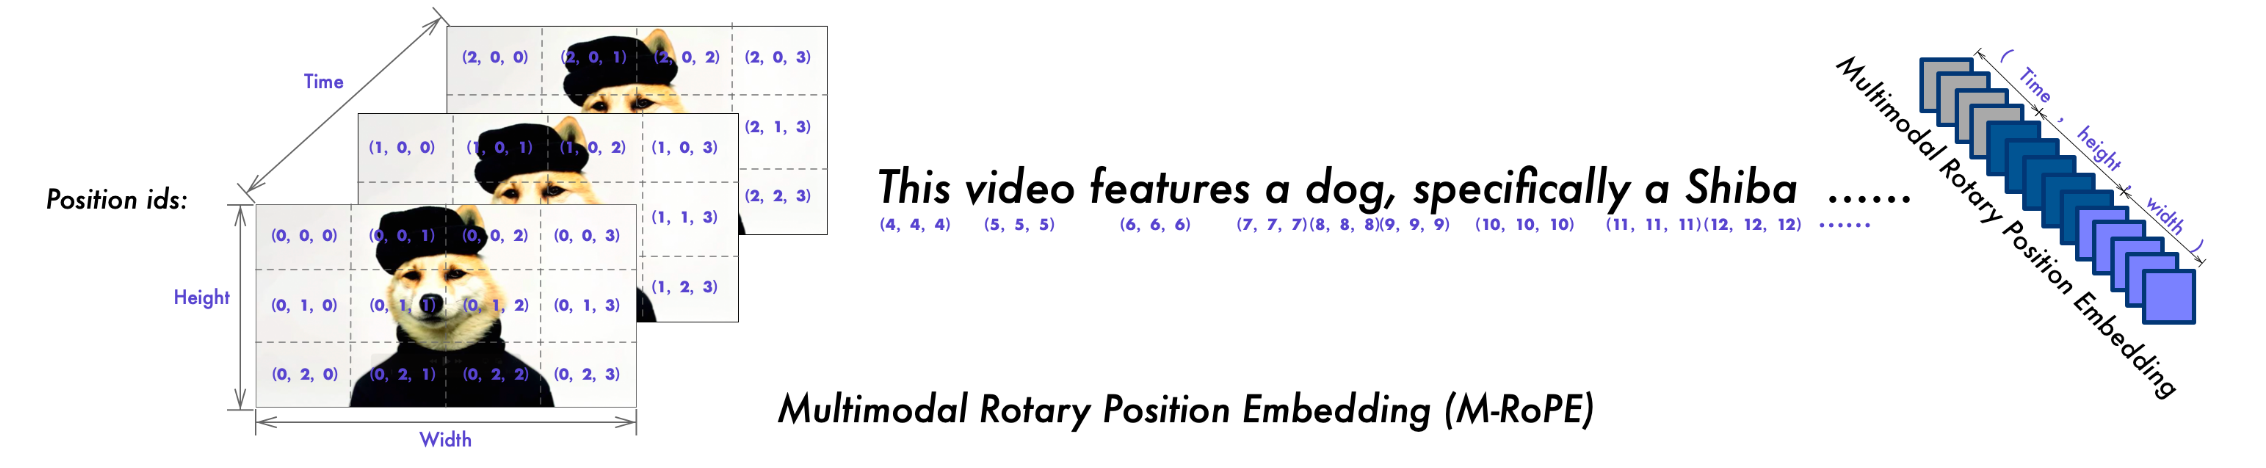 Time
(2, 0, 0) (2, 0, 1) (2, 0, 2) (2, 0, 3)
(2, 1, 3)
(2, 2, 3)
(1, 0, 0) (1, 0, 1) (1, 0, 2) (1, 0, 3)
(1, 1, 3)
(1, 2, 3)
Position ids:
Height
(0, 0, 0) (0, 0, 1) (0, 0, 2) (0, 0, 3)
(0, 1, 0) (0, 1, 1) (0, 1, 2) (0, 1, 3)
(0, 2, 0) (0, 2, 1) (0, 2, 2) (0, 2, 3)
Width
This video features a dog, specifically a Shiba ......
(4, 4, 4) (5, 5, 5) (6, 6, 6) (7, 7, 7) (8, 8, 8) (9, 9, 9) (10, 10, 10) (11, 11, 11) (12, 12, 12) ......
Multimodal Rotary Position Embedding (M-RoPE)
( Time , height , width )
Multimodal Rotary Position Embedding